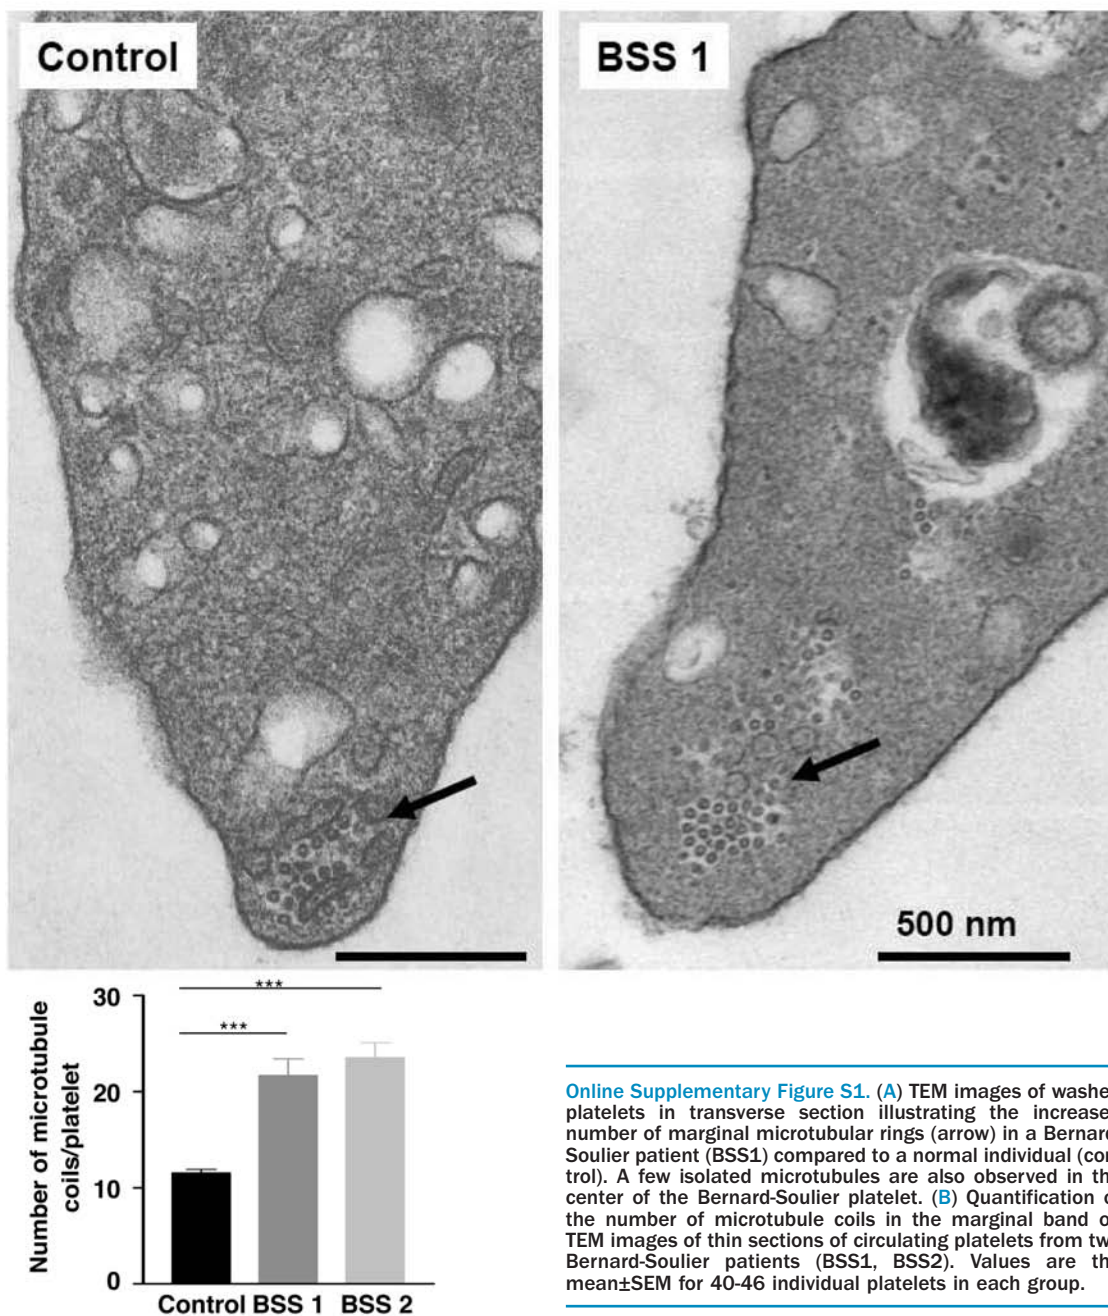 Control
BSS 1
500 nm
Number of microtubule
coils/platelet
30
20
10
0
***
***
Control BSS 1 BSS 2
Online Supplementary Figure S1. (A) TEM images of washe
platelets in transverse section illustrating the increase
number of marginal microtubular rings (arrow) in a Bernard
Soulier patient (BSS1) compared to a normal individual (con
trol). A few isolated microtubules are also observed in th
center of the Bernard-Soulier platelet. (B) Quantification o
the number of microtubule coils in the marginal band o
TEM images of thin sections of circulating platelets from tw
Bernard-Soulier patients (BSS1, BSS2). Values are th
mean±SEM for 40-46 individual platelets in each group.